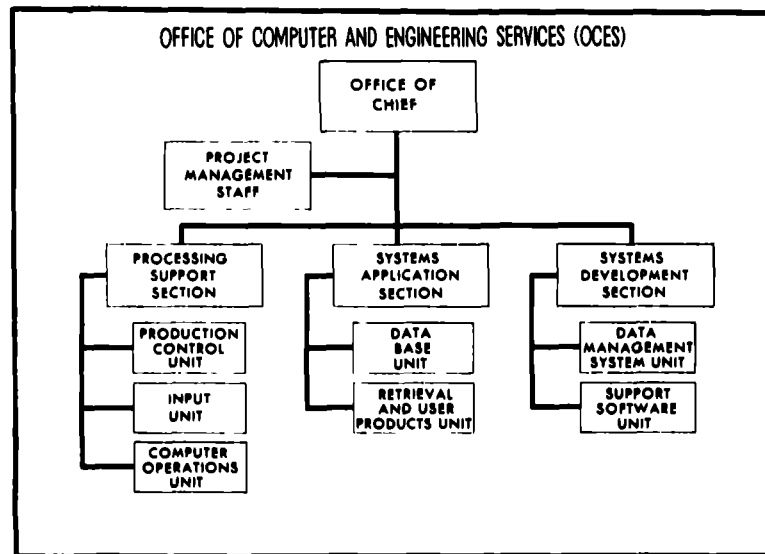 OFFICE OF COMPUTER AND ENGINEERING SERVICES (OCES)
OFFICE OF
CHIEF
PROJECT
MANAGEMENT
STAFF
PROCESSING
SUPPORT
SECTION
PRODUCTION
CONTROL
UNIT
INPUT
UNIT
COMPUTER
OPERATIONS
UNIT
SYSTEMS
APPLICATION
SECTION
DATA
BASE
UNIT
RETRIEVAL
AND USER
PRODUCTS UNIT
SYSTEMS
DEVELOPMENT
SECTION
DATA
MANAGEMENT
SYSTEM UNIT
SUPPORT
SOFTWARE
UNIT